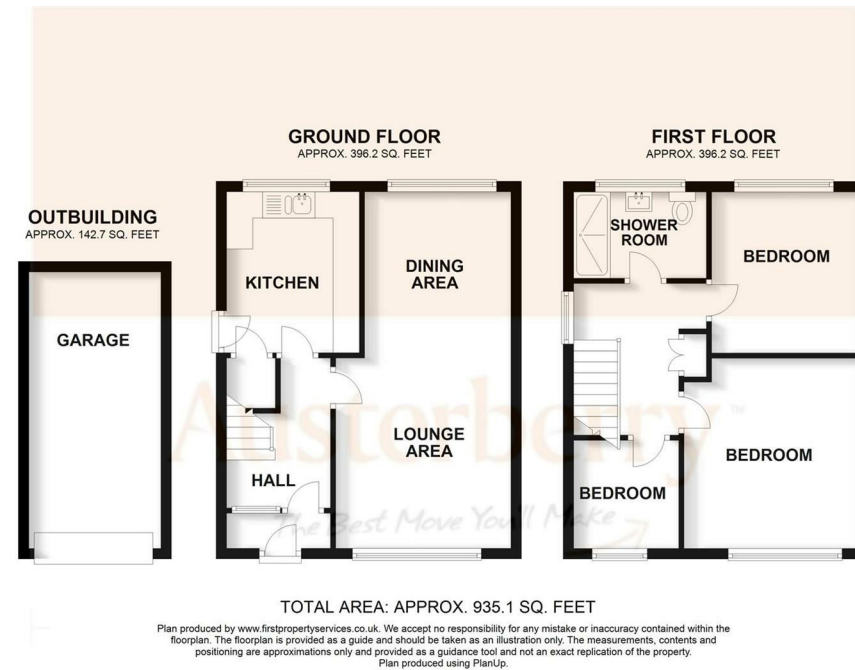 GROUND FLOOR
APPROX. 396.2 SQ. FEET
FIRST FLOOR
APPROX. 396.2 SQ. FEET
OUTBUILDING
APPROX. 142.7 SQ. FEET
SHOWER
ROOM
BEDROOM
KITCHEN
DINING
AREA
GARAGE
Austerberry™
LOUNGE
AREA
BEDROOM
HALL
BEDROOM
The Best Move You'll Make
TOTAL AREA: APPROX. 935.1 SQ. FEET
Plan produced by www.firstpropertyservices.co.uk. We accept no responsibility for any mistake or inaccuracy contained within the
floorplan. The floorplan is provided as a guide and should be taken as an illustration only. The measurements, contents and
positioning are approximations only and provided as a guidance tool and not an exact replication of the property.
Plan produced using PlanUp.